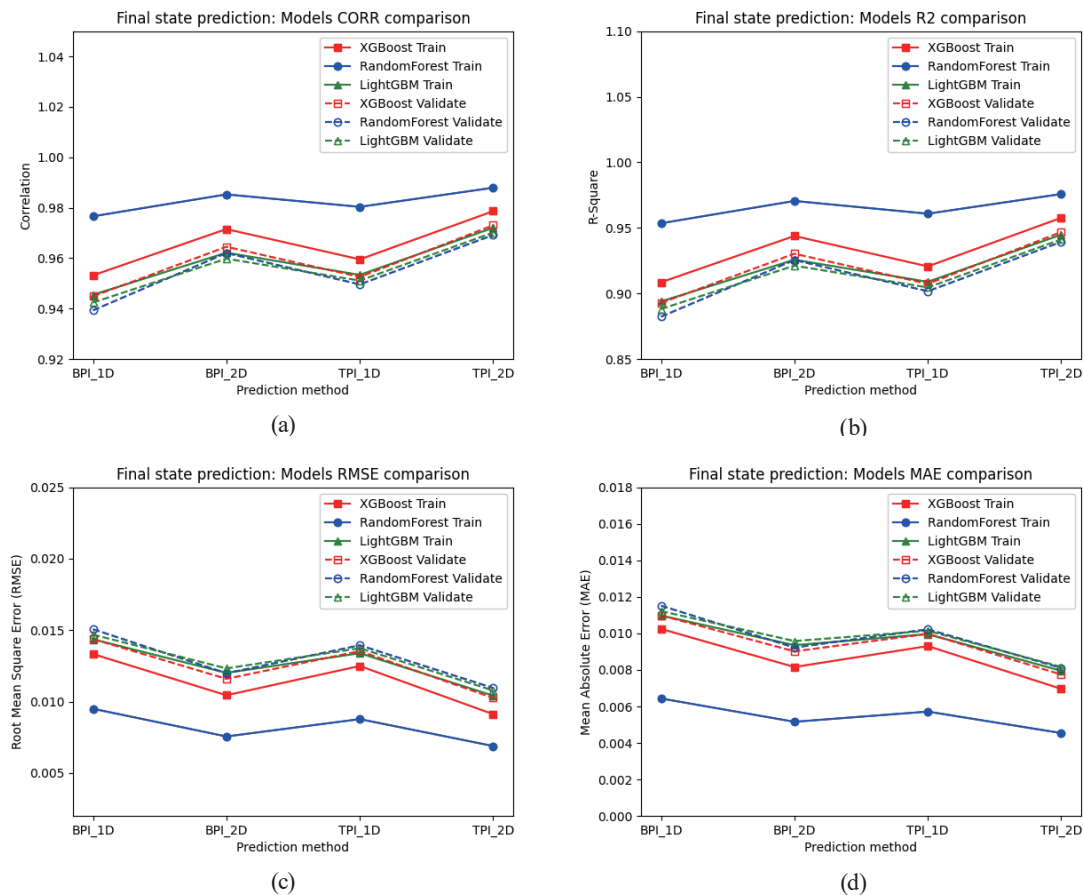 Final state prediction: Models CORR comparison
Correlation
1.04
1.02
1.00
0.98
0.96
0.94
0.92
XGBoost Train
RandomForest Train
LightGBM Train
XGBoost Validate
RandomForest Validate
LightGBM Validate
BPI_1D BPI_2D TPI_1D TPI_2D
Prediction method
(a)
Final state prediction: Models R2 comparison
R-Square
1.10
1.05
1.00
0.95
0.90
0.85
XGBoost Train
RandomForest Train
LightGBM Train
XGBoost Validate
RandomForest Validate
LightGBM Validate
BPI_1D BPI_2D TPI_1D TPI_2D
Prediction method
(b)
Final state prediction: Models RMSE comparison
Root Mean Square Error (RMSE)
0.025
0.020
0.015
0.010
0.005
XGBoost Train
RandomForest Train
LightGBM Train
XGBoost Validate
RandomForest Validate
LightGBM Validate
BPI_1D BPI_2D TPI_1D TPI_2D
Prediction method
(c)
Final state prediction: Models MAE comparison
Mean Absolute Error (MAE)
0.018
0.016
0.014
0.012
0.010
0.008
0.006
0.004
0.002
0.000
XGBoost Train
RandomForest Train
LightGBM Train
XGBoost Validate
RandomForest Validate
LightGBM Validate
BPI_1D BPI_2D TPI_1D TPI_2D
Prediction method
(d)